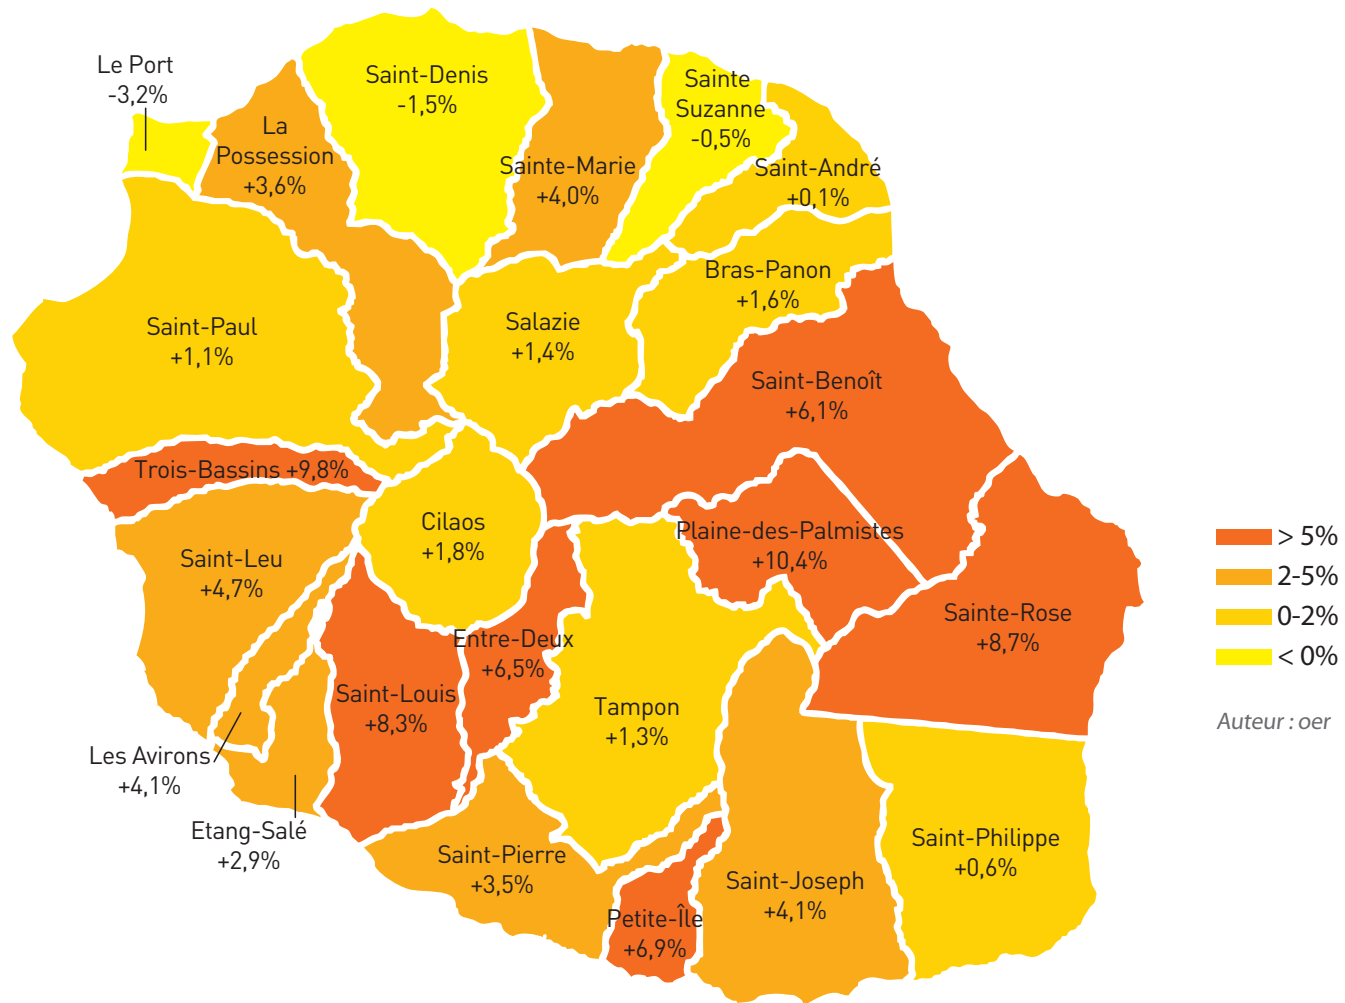 Le Port
-3,2%
Saint-Denis
-1,5%
La
Possession
+3,6%
Sainte-Marie
+4,0%
Sainte
Suzanne
-0,5%
Saint-André
+0,1%
Bras-Panon
+1,6%
Saint-Paul
+1,1%
Salazie
+1,4%
Saint-Benoît
+6,1%
Trois-Bassins +9,8%
Cilaos
+1,8%
Plaine-des-Palmistes
+10,4%
Saint-Leu
+4,7%
Sainte-Rose
+8,7%
Entre-Deux
+6,5%
Saint-Louis
+8,3%
Tampon
+1,3%
Les Avirons
+4,1%
Etang-Salé
+2,9%
Saint-Pierre
+3,5%
Petite-Île
+6,9%
Saint-Joseph
+4,1%
Saint-Philippe
+0,6%
> 5%
2-5%
0-2%
< 0%
Auteur : oer